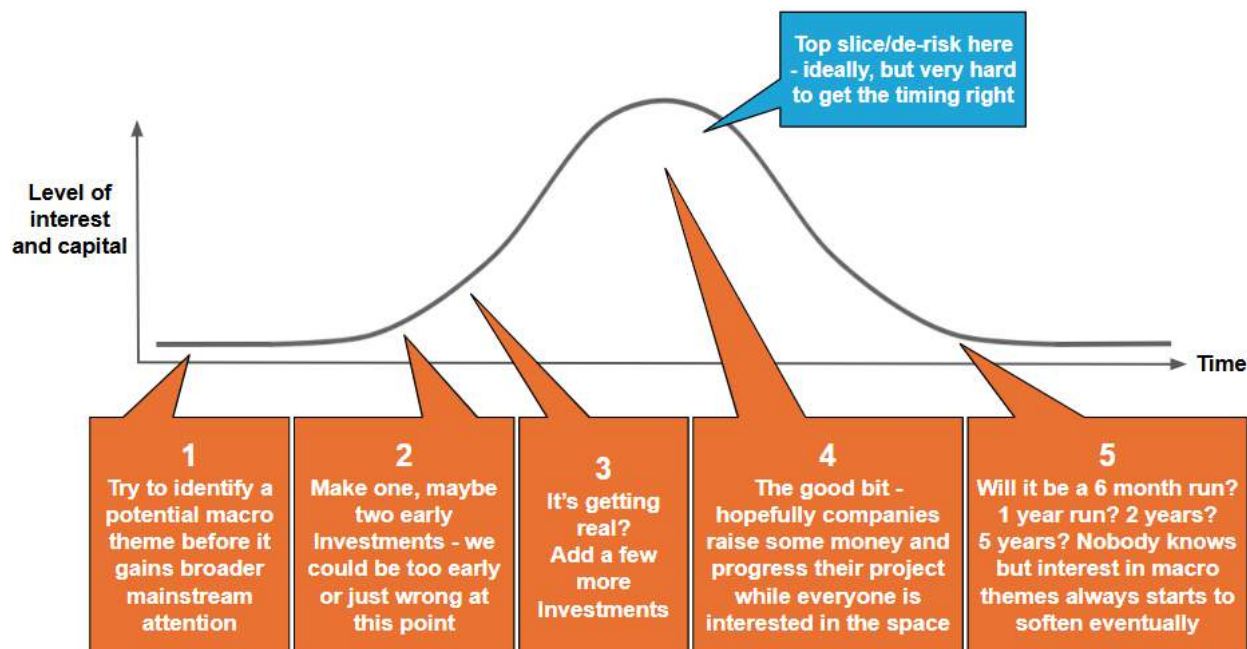 Top slice/de-risk here
- ideally, but very hard
to get the timing right
Level of
interest
and capital
Time
1
Try to identify a
potential macro
theme before it
gains broader
mainstream
attention
2
Make one, maybe
two early
Investments - we
could be too early
or just wrong at
this point
3
It's getting
real?
Add a few
more
Investments
4
The good bit -
hopefully companies
raise some money and
progress their project
while everyone is
interested in the space
5
Will it be a 6 month run?
1 year run? 2 years?
5 years? Nobody knows
but interest in macro
themes always starts to
soften eventually